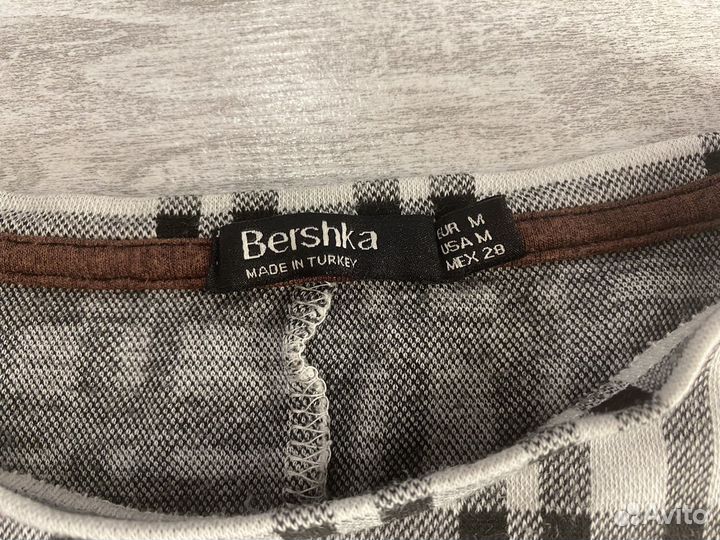 Bershka
MADE IN TURKEY
EUR M
USA M
MEX 28
Avito